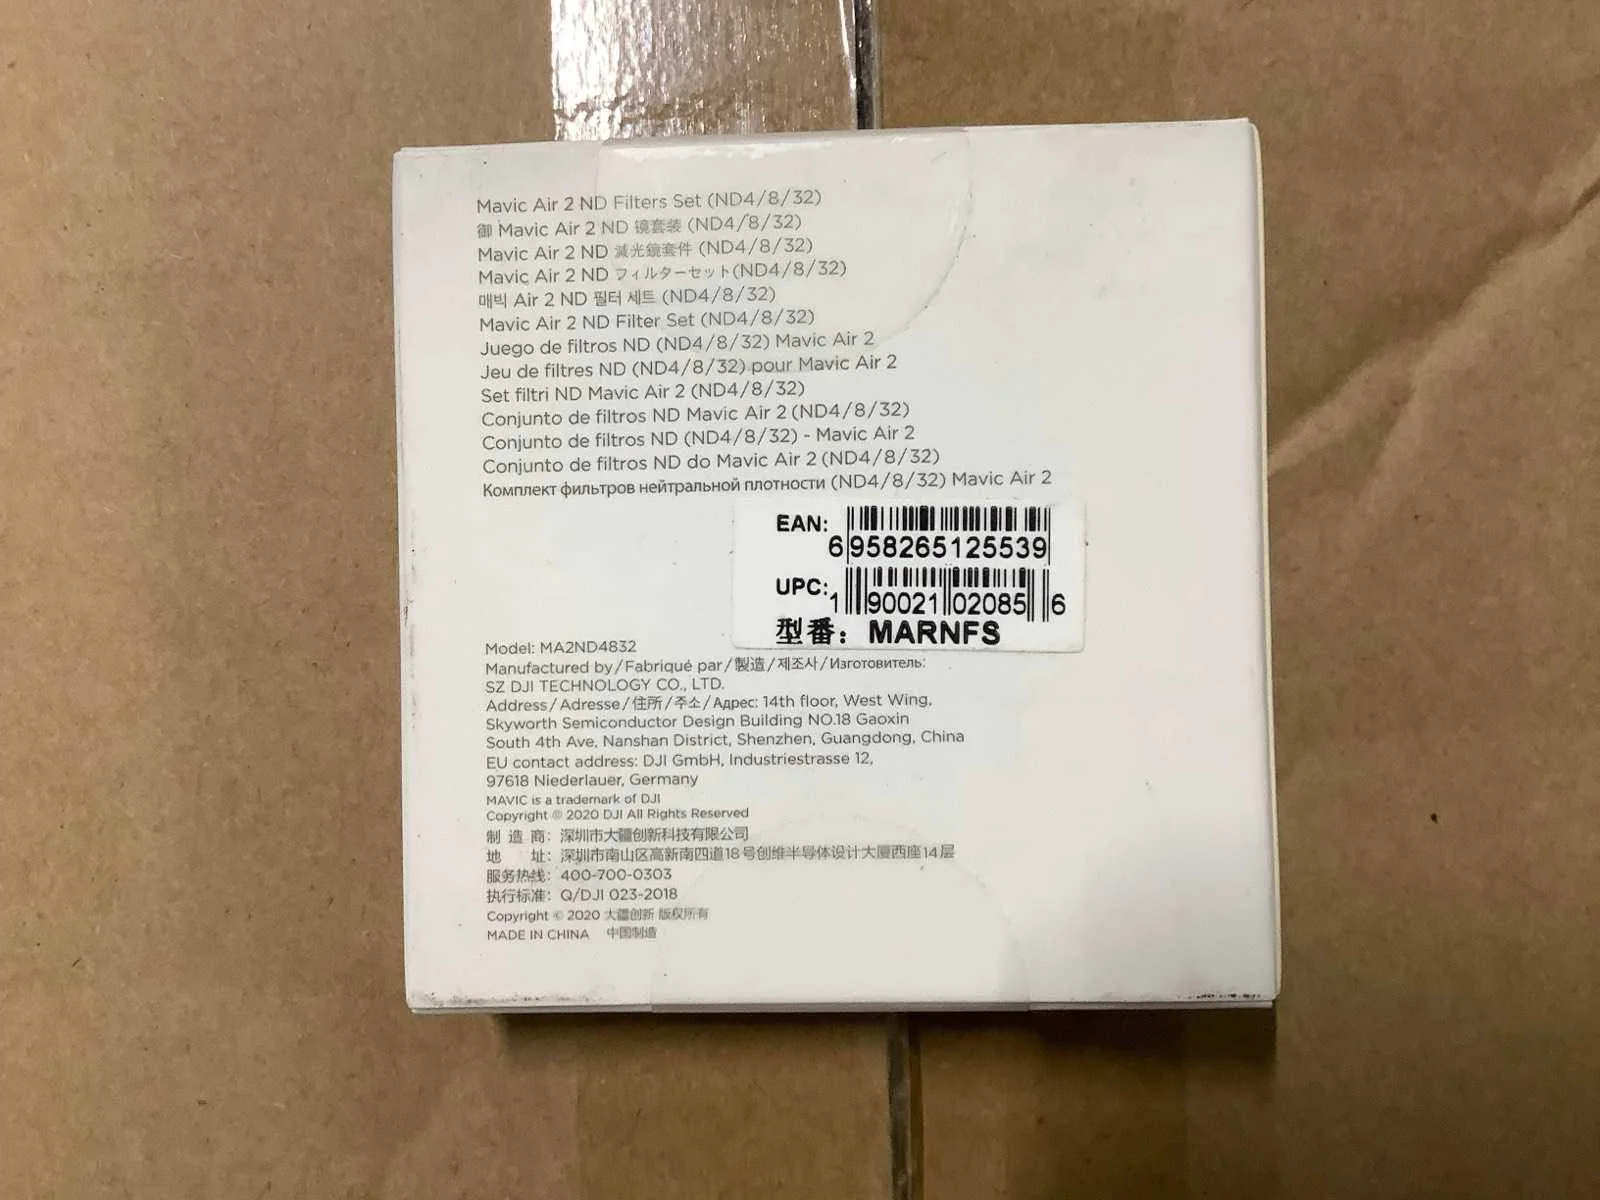 Mavic Air 2 ND Filters Set (ND4/8/32)
御 Mavic Air 2 ND 镜套装 (ND4/8/32)
Mavic Air 2 ND 減光鏡套件 (ND4/8/32)
Mavic Air 2 ND フィルターセット(ND4/8/32)
매빅 Air 2 ND 필터 세트 (ND4/8/32)
Mavic Air 2 ND Filter Set (ND4/8/32)
Juego de filtros ND (ND4/8/32) Mavic Air 2
Jeu de filtres ND (ND4/8/32) pour Mavic Air 2
Set filtri ND Mavic Air 2 (ND4/8/32)
Conjunto de filtros ND Mavic Air 2 (ND4/8/32)
Conjunto de filtros ND (ND4/8/32) - Mavic Air 2
Conjunto de filtros ND do Mavic Air 2 (ND4/8/32)
Комплект фильтров нейтральной плотности (ND4/8/32) Mavic Air 2
EAN:
6958265125539
UPC:
190021020856
型番: MARNFS
Model: MA2ND4832
Manufactured by/Fabriqué par/製造/제조사/Изготовитель:
SZ DJI TECHNOLOGY CO., LTD.
Address/Adresse/住所/주소/Адрес: 14th floor, West Wing,
Skyworth Semiconductor Design Building NO.18 Gaoxin
South 4th Ave, Nanshan District, Shenzhen, Guangdong, China
EU contact address: DJI GmbH, Industriestrasse 12,
97618 Niederlauer, Germany
MAVIC is a trademark of DJI
Copyright © 2020 DJI All Rights Reserved
制 造 商: 深圳市大疆创新科技有限公司
地 址: 深圳市南山区高新南四道18号创维半导体设计大厦西座14层
服务热线: 400-700-0303
执行标准: Q/DJI 023-2018
Copyright © 2020 大疆创新 版权所有
MADE IN CHINA 中国制造